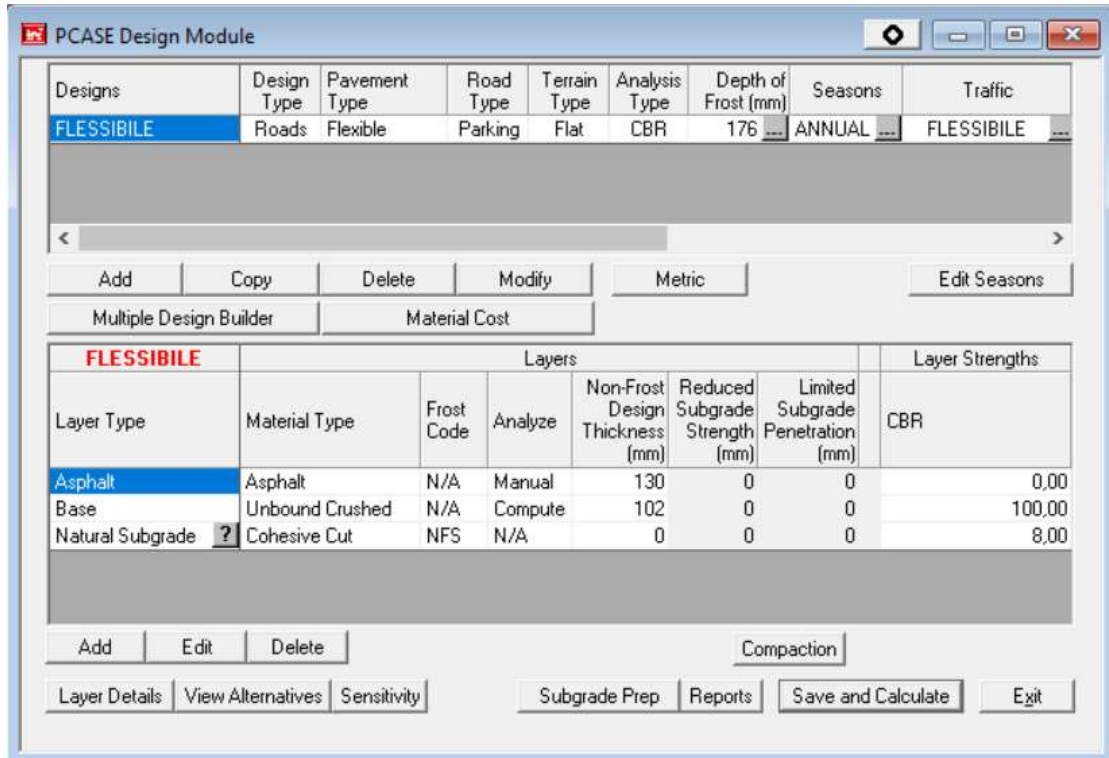 PCASE Design Module
Designs Design Type Pavement Type Road Type Terrain Type Analysis Type Depth of Frost (mm) Seasons Traffic
FLESSIBILE Roads Flexible Parking Flat CBR 176 ... ANNUAL ... FLESSIBILE ...
< >
Add Copy Delete Modify Metric Edit Seasons
Multiple Design Builder Material Cost
FLESSIBILE Layers Layer Strengths
Layer Type Material Type Frost Code Analyze Non-Frost Design Thickness (mm) Reduced Subgrade Strength (mm) Limited Subgrade Penetration (mm) CBR
Asphalt Asphalt N/A Manual 130 0 0 0,00
Base Unbound Crushed N/A Compute 102 0 0 100,00
Natural Subgrade ? Cohesive Cut NFS N/A 0 0 0 8,00
Add Edit Delete Compaction
Layer Details View Alternatives Sensitivity Subgrade Prep Reports Save and Calculate Exit